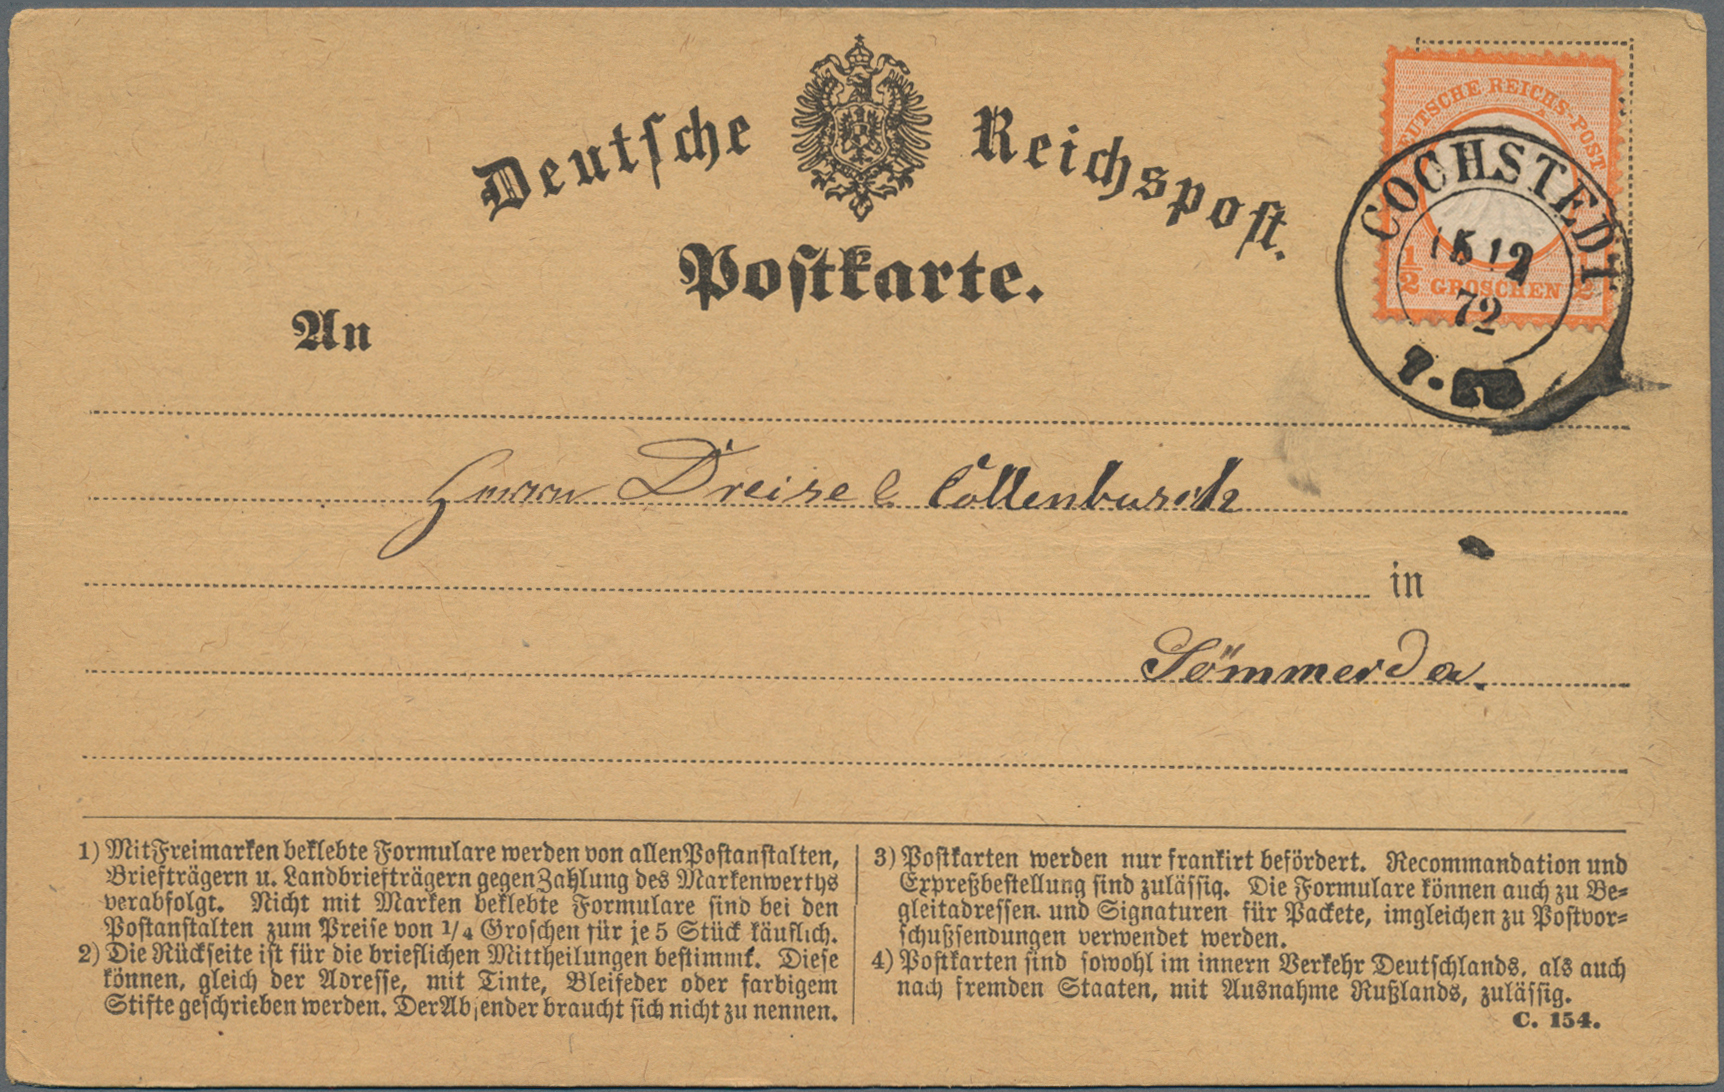 Deutſche Reichspoſt.
DEUTSCHE REICHS-POST
COCHSTEDT
15 12
72
½ GROSCHEN ½
7.
Poſtkarte.
An
Herren Dreise & Collenbusch
in
Sömmerda.
1) Mit Freimarken beklebte Formulare werden von allen Poſtanſtalten,
Briefträgern u. Landbriefträgern gegen Zahlung des Markenwerths
verabfolgt. Nicht mit Marken beklebte Formulare ſind bei den
Poſtanſtalten zum Preiſe von 1/4 Groſchen für je 5 Stück käuflich.
2) Die Rückſeite iſt für die brieflichen Mittheilungen beſtimmt. Dieſe
können, gleich der Adreſſe, mit Tinte, Bleifeder oder farbigem
Stifte geſchrieben werden. Der Abſender braucht ſich nicht zu nennen.
3) Poſtkarten werden nur frankirt befördert. Recommandation und
Expreßbeſtellung ſind zuläſſig. Die Formulare können auch zu Be-
gleitadreſſen und Signaturen für Packete, imgleichen zu Poſtvor-
ſchußſendungen verwendet werden.
4) Poſtkarten ſind ſowohl im innern Verkehr Deutſchlands, als auch
nach fremden Staaten, mit Ausnahme Rußlands, zuläſſig.
C. 154.